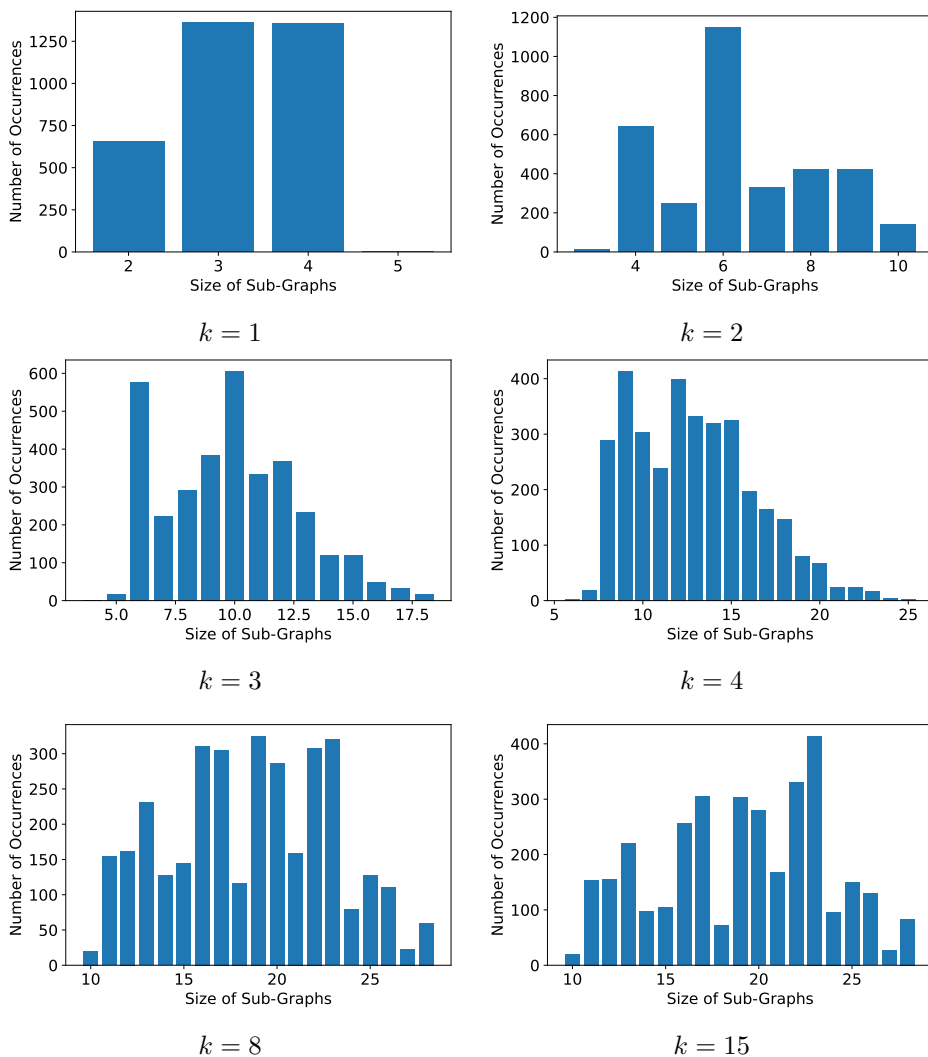 1250
1000
750
500
250
0
Number of Occurrences
2 3 4 5
Size of Sub-Graphs
k = 1
1200
1000
800
600
400
200
0
Number of Occurrences
4 6 8 10
Size of Sub-Graphs
k = 2
600
500
400
300
200
100
0
Number of Occurrences
5.0 7.5 10.0 12.5 15.0 17.5
Size of Sub-Graphs
k = 3
400
300
200
100
0
Number of Occurrences
5 10 15 20 25
Size of Sub-Graphs
k = 4
300
250
200
150
100
50
0
Number of Occurrences
10 15 20 25
Size of Sub-Graphs
k = 8
400
300
200
100
0
Number of Occurrences
10 15 20 25
Size of Sub-Graphs
k = 15